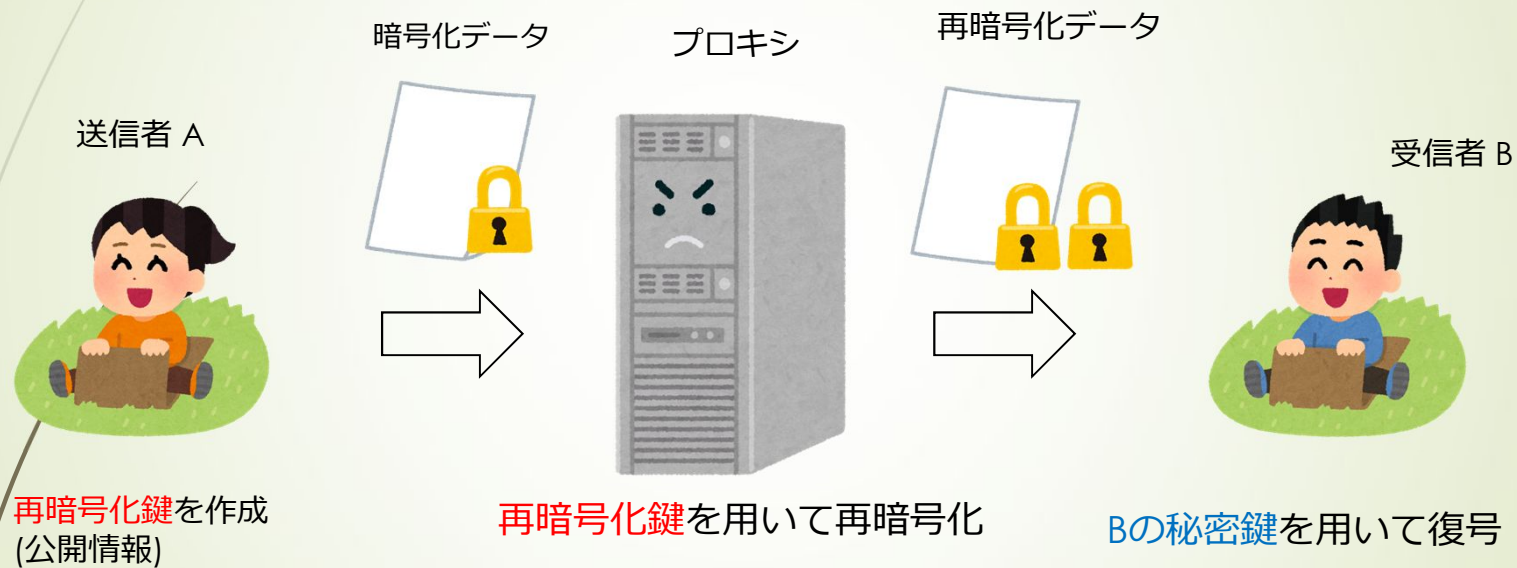 暗号化データ
プロキシ
再暗号化データ
送信者 A
受信者 B
再暗号化鍵を作成
(公開情報)
再暗号化鍵を用いて再暗号化
Bの秘密鍵を用いて復号